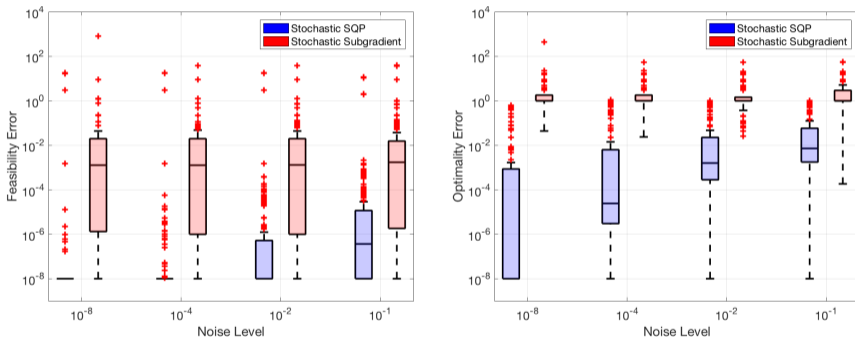 10^4
10^2
10^0
10^-2
10^-4
10^-6
10^-8
Feasibility Error
Stochastic SQP
Stochastic Subgradient
10^-8
10^-4
10^-2
10^-1
Noise Level
10^4
10^2
10^0
10^-2
10^-4
10^-6
10^-8
Optimality Error
Stochastic SQP
Stochastic Subgradient
10^-8
10^-4
10^-2
10^-1
Noise Level